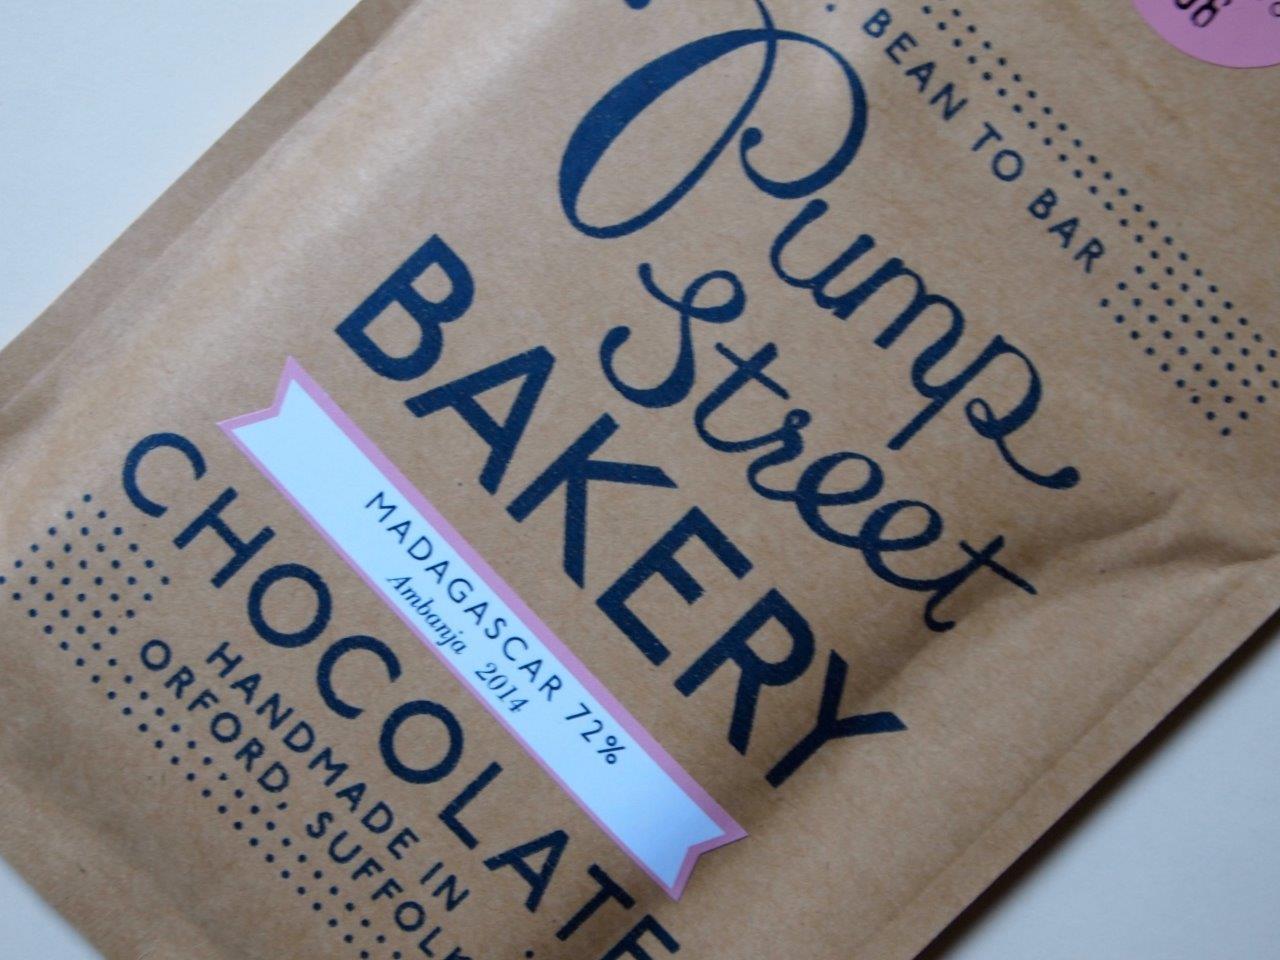 BEAN TO BAR
Pump
Street
BAKERY
MADAGASCAR 72%
Ambanja 2014
CHOCOLATE
HANDMADE IN
ORFORD, SUFFOLK